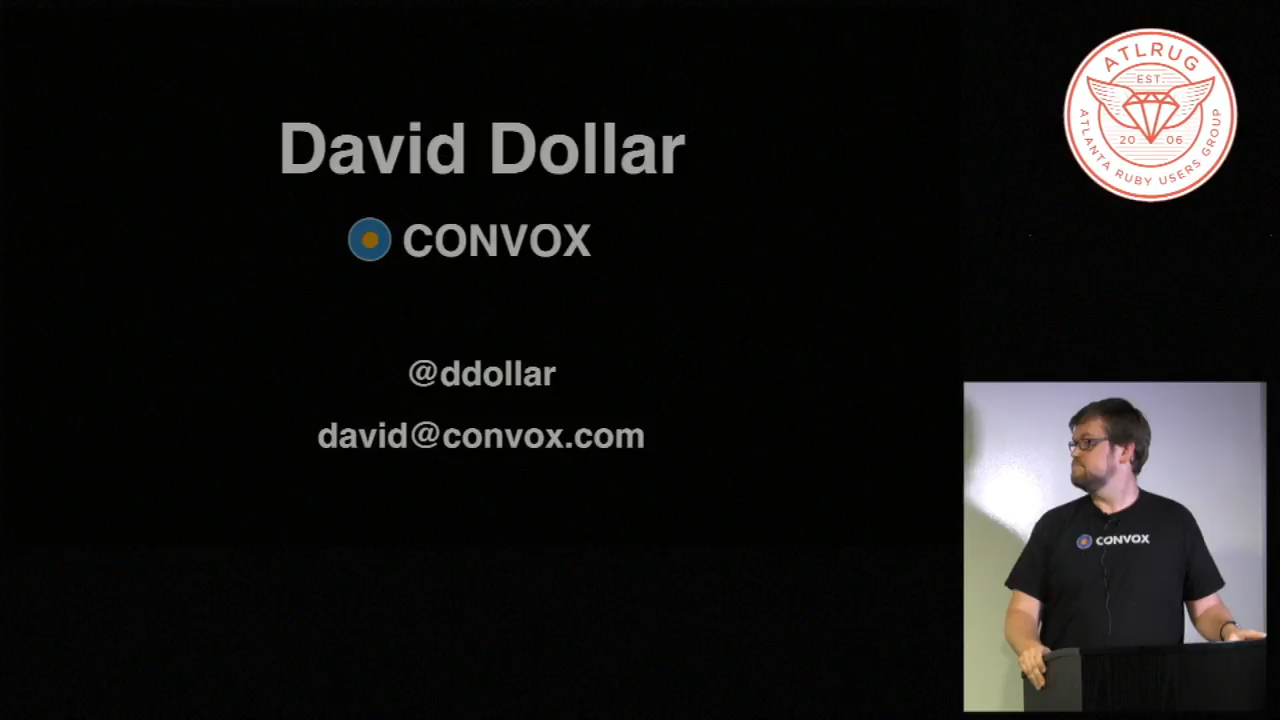 David Dollar
CONVOX
@ddollar
david@convox.com
ATLRUG
EST.
20 06
ATLANTA RUBY USERS GROUP
CONVOX